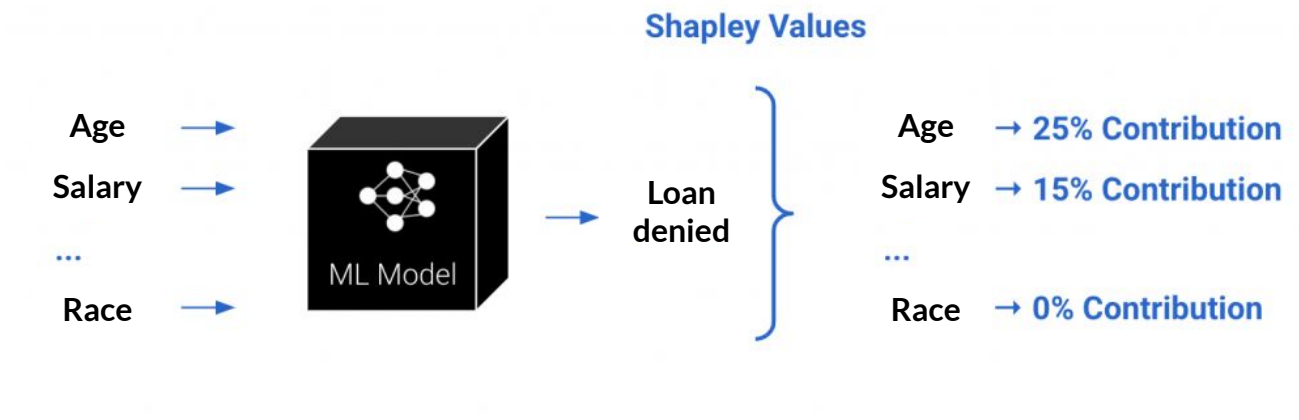 Shapley Values
Age
Salary
...
Race
ML Model
Loan
denied
Age → 25% Contribution
Salary → 15% Contribution
...
Race → 0% Contribution